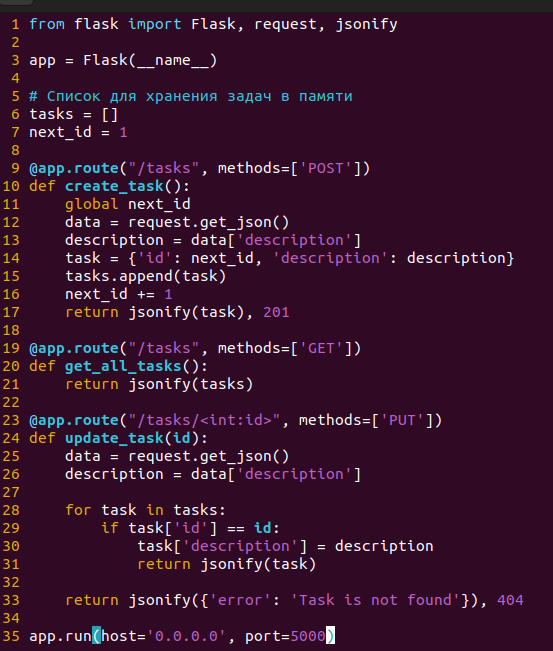 1 from flask import Flask, request, jsonify
2
3 app = Flask(__name__)
4
5 # Список для хранения задач в памяти
6 tasks = []
7 next_id = 1
8
9 @app.route("/tasks", methods=['POST'])
10 def create_task():
11     global next_id
12     data = request.get_json()
13     description = data['description']
14     task = {'id': next_id, 'description': description}
15     tasks.append(task)
16     next_id += 1
17     return jsonify(task), 201
18
19 @app.route("/tasks", methods=['GET'])
20 def get_all_tasks():
21     return jsonify(tasks)
22
23 @app.route("/tasks/<int:id>", methods=['PUT'])
24 def update_task(id):
25     data = request.get_json()
26     description = data['description']
27
28     for task in tasks:
29         if task['id'] == id:
30             task['description'] = description
31             return jsonify(task)
32
33     return jsonify({'error': 'Task is not found'}), 404
34
35 app.run(host='0.0.0.0', port=5000)